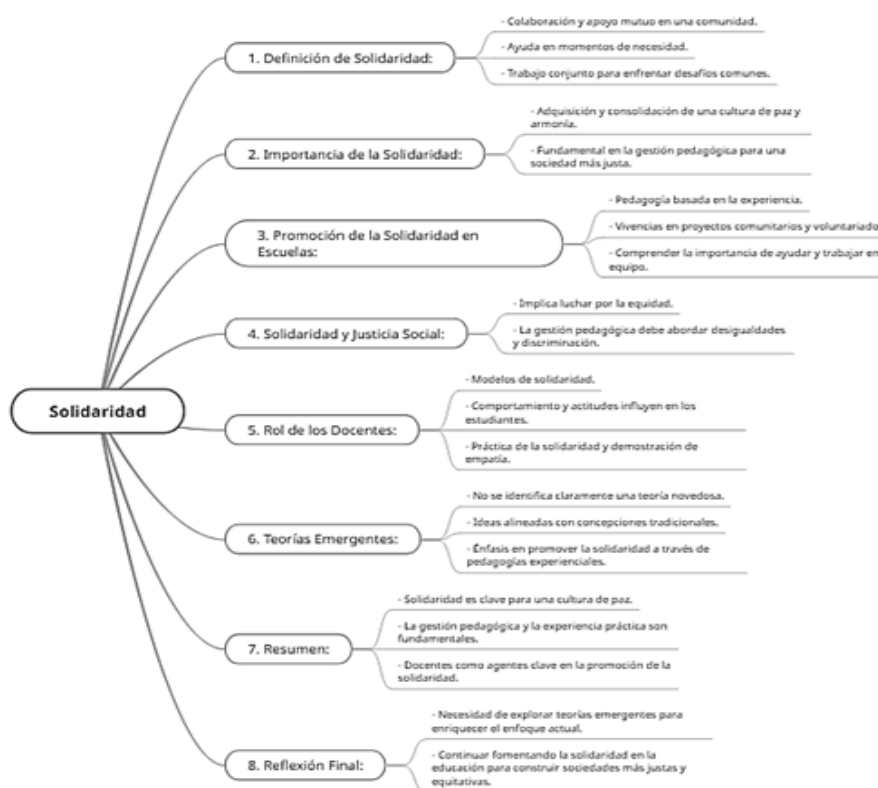 Solidaridad
1. Definición de Solidaridad:
- Colaboración y apoyo mutuo en una comunidad.
- Ayuda en momentos de necesidad.
- Trabajo conjunto para enfrentar desafíos comunes.
2. Importancia de la Solidaridad:
- Adquisición y consolidación de una cultura de paz y
armonía.
- Fundamental en la gestión pedagógica para una
sociedad más justa.
3. Promoción de la Solidaridad en
Escuelas:
- Pedagogía basada en la experiencia.
- Vivencias en proyectos comunitarios y voluntariado
- Comprender la importancia de ayudar y trabajar en
equipo.
4. Solidaridad y Justicia Social:
- Implica luchar por la equidad.
- La gestión pedagógica debe abordar desigualdades
y discriminación.
5. Rol de los Docentes:
- Modelos de solidaridad.
- Comportamiento y actitudes influyen en los
estudiantes.
- Práctica de la solidaridad y demostración de
empatía.
6. Teorías Emergentes:
- No se identifica claramente una teoría novedosa.
- Ideas alineadas con concepciones tradicionales.
- Énfasis en promover la solidaridad a través de
pedagogías experienciales.
7. Resumen:
- Solidaridad es clave para una cultura de paz.
- La gestión pedagógica y la experiencia práctica son
fundamentales.
- Docentes como agentes clave en la promoción de la
solidaridad.
8. Reflexión Final:
- Necesidad de explorar teorías emergentes para
enriquecer el enfoque actual.
- Continuar fomentando la solidaridad en la
educación para construir sociedades más justas y
equitativas.